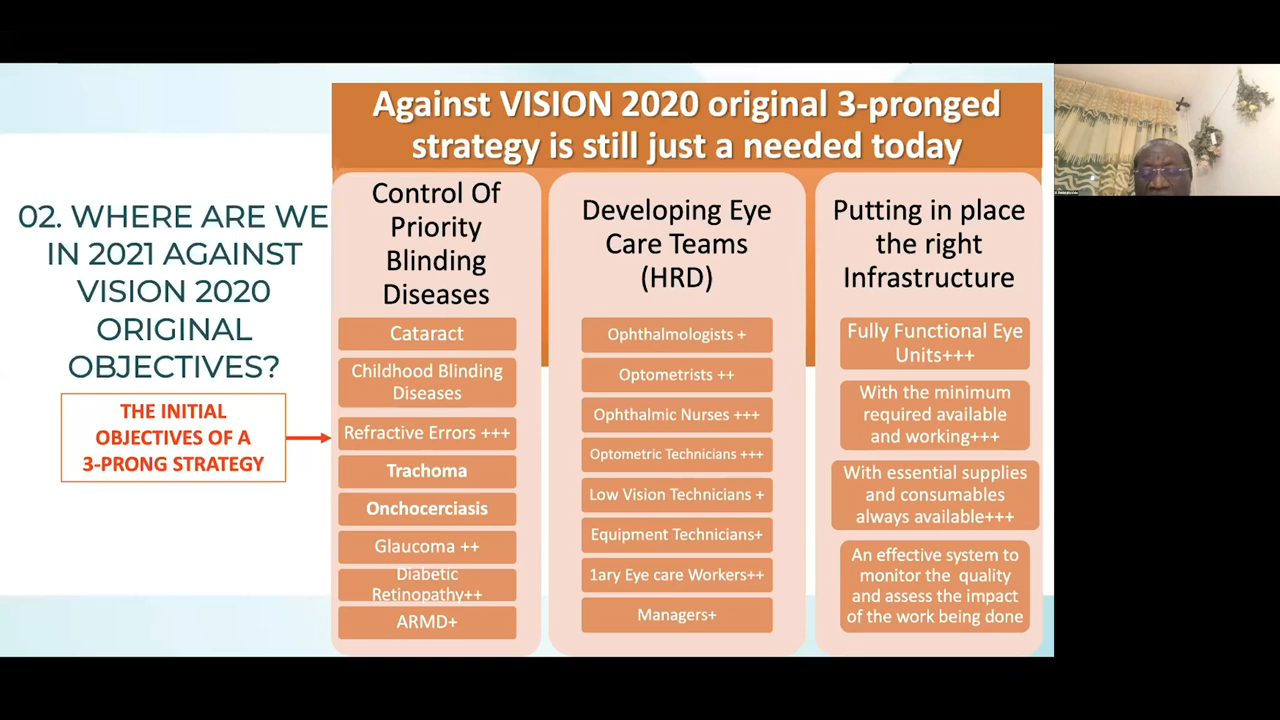 Against VISION 2020 original 3-pronged
strategy is still just a needed today
02. WHERE ARE WE
IN 2021 AGAINST
VISION 2020
ORIGINAL
OBJECTIVES?
THE INITIAL
OBJECTIVES OF A
3-PRONG STRATEGY
Control Of
Priority
Blinding
Diseases
Cataract
Childhood Blinding
Diseases
Refractive Errors +++
Trachoma
Onchocerciasis
Glaucoma ++
Diabetic
Retinopathy++
ARMD+
Developing Eye
Care Teams
(HRD)
Ophthalmologists +
Optometrists ++
Ophthalmic Nurses +++
Optometric Technicians +++
Low Vision Technicians +
Equipment Technicians+
1ary Eye care Workers++
Managers+
Putting in place
the right
Infrastructure
Fully Functional Eye
Units+++
With the minimum
required available
and working+++
With essential supplies
and consumables
always available+++
An effective system to
monitor the quality
and assess the impact
of the work being done